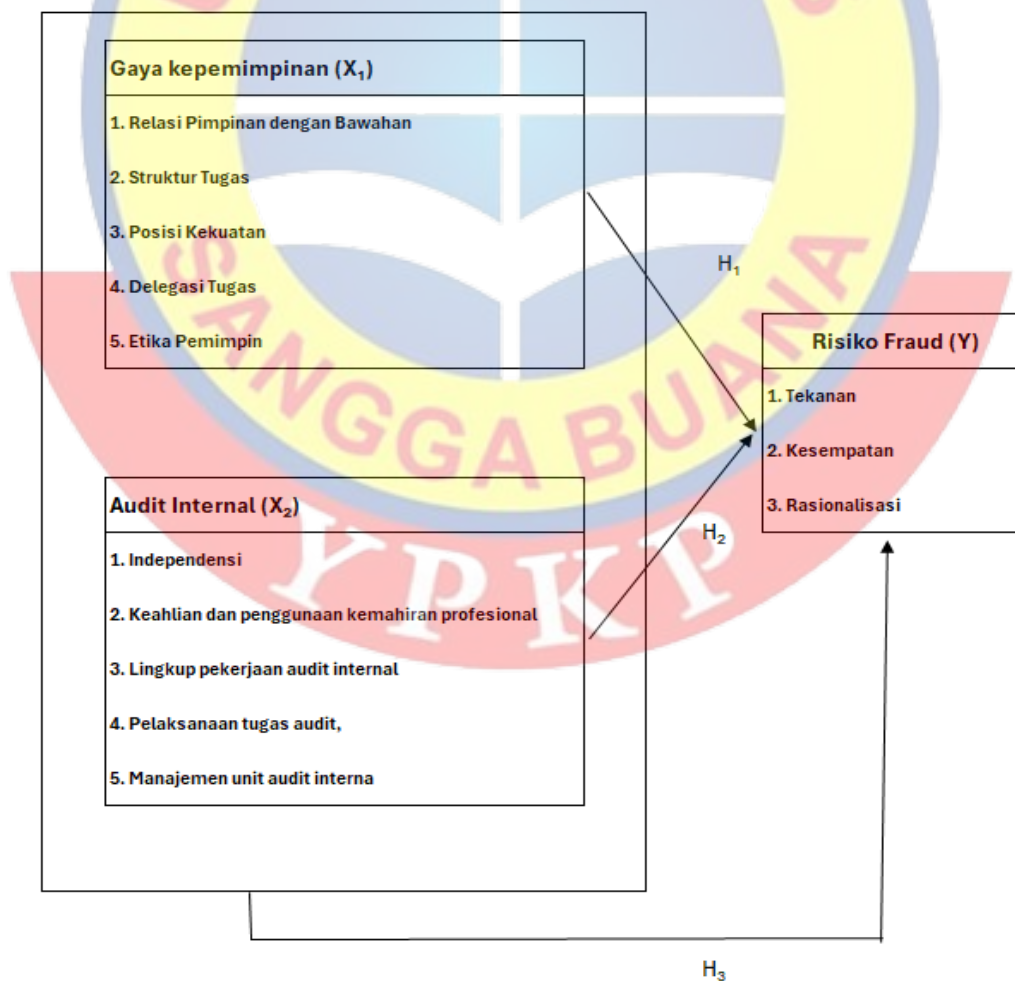 Gaya kepemimpinan (X₁)
1. Relasi Pimpinan dengan Bawahan
2. Struktur Tugas
3. Posisi Kekuatan
4. Delegasi Tugas
5. Etika Pemimpin
H₁
Risiko Fraud (Y)
1. Tekanan
2. Kesempatan
3. Rasionalisasi
Audit Internal (X₂)
1. Independensi
2. Keahlian dan penggunaan kemahiran profesional
3. Lingkup pekerjaan audit internal
4. Pelaksanaan tugas audit,
5. Manajemen unit audit interna
H₂
H₃
SANGGA BUANA
YPKP